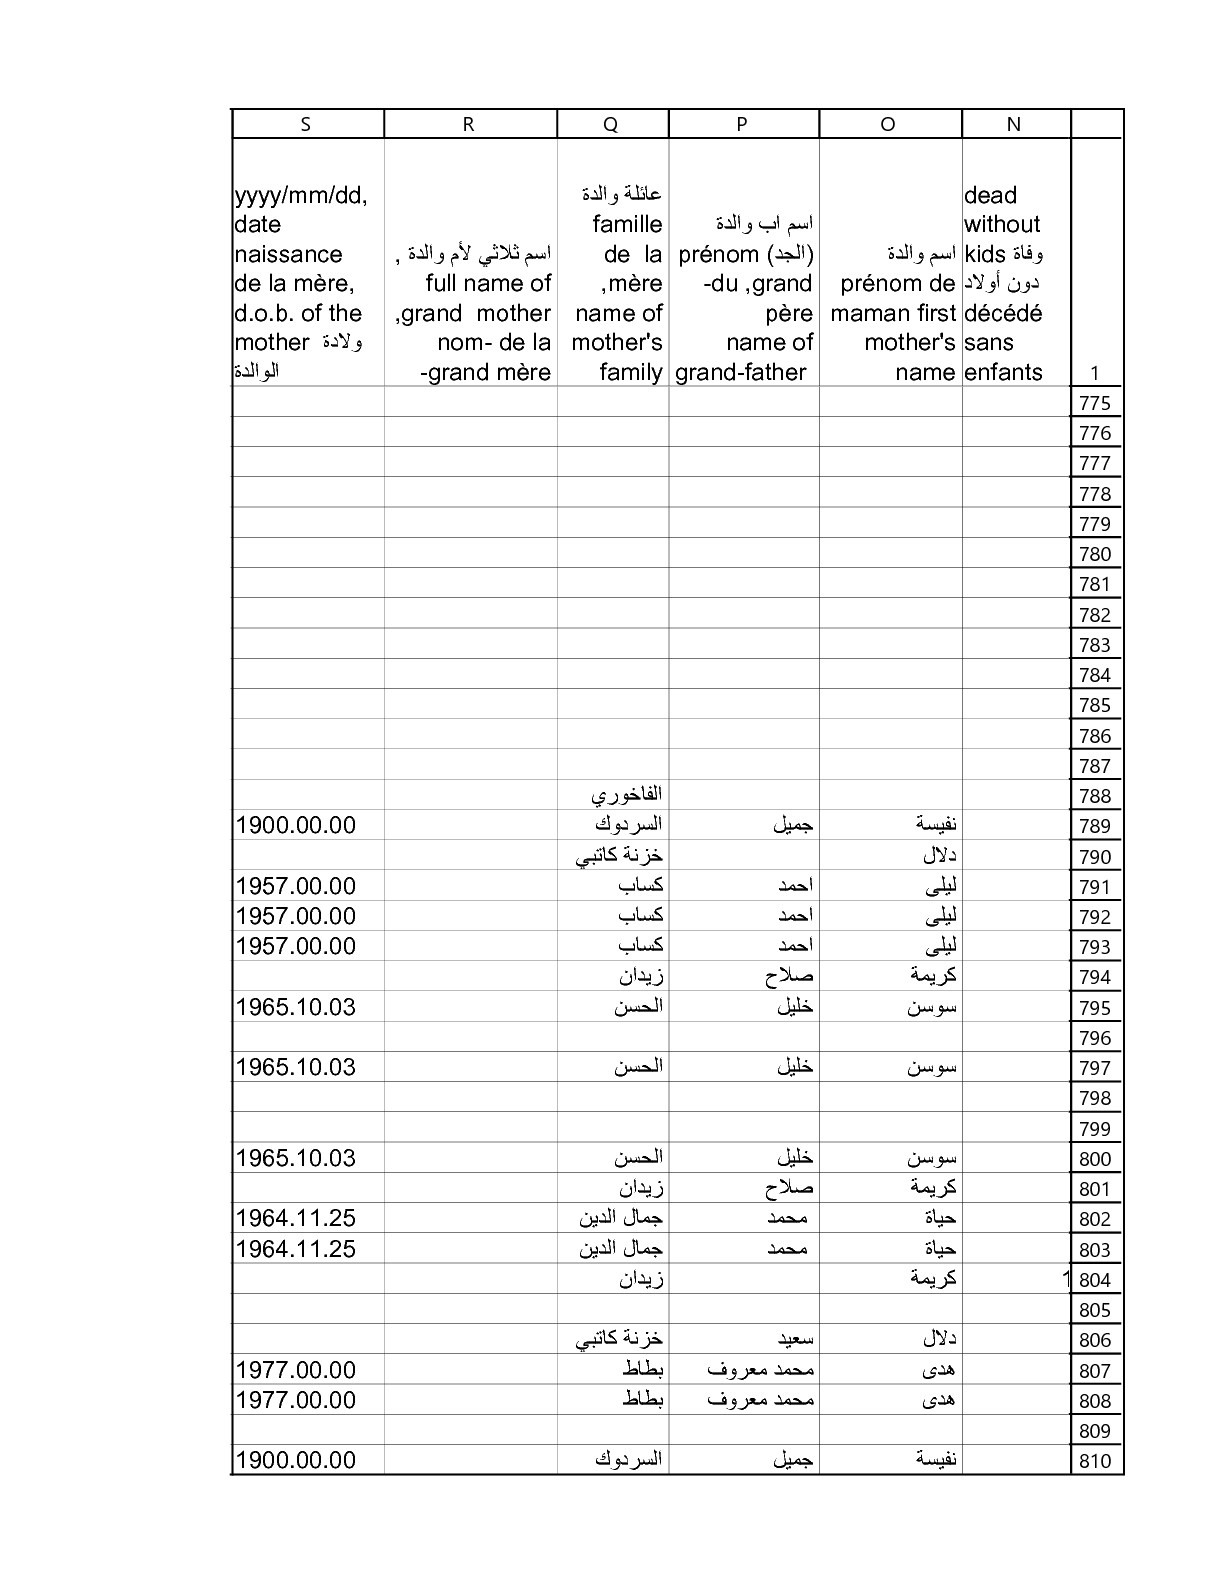 S R Q P O N
yyyy/mm/dd, date naissance de la mère, d.o.b. of the mother ولادة الوالدة
اسم ثلاثي لأم والدة , full name of grand mother, nom- de la grand mère-
عائلة والدة famille de la mère, name of mother's family
اسم اب والدة (الجد) prénom du ,grand- père name of grand-father
اسم والدة prénom de maman first mother's name
dead without kids وفاة دون أولاد décédé sans enfants
1
775
776
777
778
779
780
781
782
783
784
785
786
787
الفاخوري 788
1900.00.00 السردوك جميل نفيسة 789
خزنة كاتبي دلال 790
1957.00.00 كساب احمد ليلى 791
1957.00.00 كساب احمد ليلى 792
1957.00.00 كساب احمد ليلى 793
زيدان صلاح كريمة 794
1965.10.03 الحسن خليل سوسن 795
796
1965.10.03 الحسن خليل سوسن 797
798
799
1965.10.03 الحسن خليل سوسن 800
زيدان صلاح كريمة 801
1964.11.25 جمال الدين محمد حياة 802
1964.11.25 جمال الدين محمد حياة 803
زيدان كريمة 1 804
805
خزنة كاتبي سعيد دلال 806
1977.00.00 بطاط محمد معروف هدى 807
1977.00.00 بطاط محمد معروف هدى 808
809
1900.00.00 السردوك جميل نفيسة 810